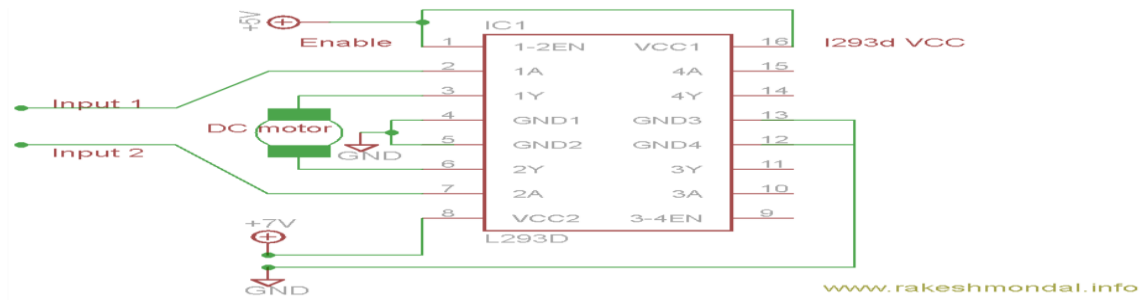 +5V
IC1
Enable
1 1-2EN VCC1 16 l293d VCC
2 1A 4A 15
Input 1
3 1Y 4Y 14
4 GND1 GND3 13
DC motor
5 GND2 GND4 12
GND
Input 2
6 2Y 3Y 11
7 2A 3A 10
8 VCC2 3-4EN 9
+7V
L293D
GND
www.rakeshmondal.info